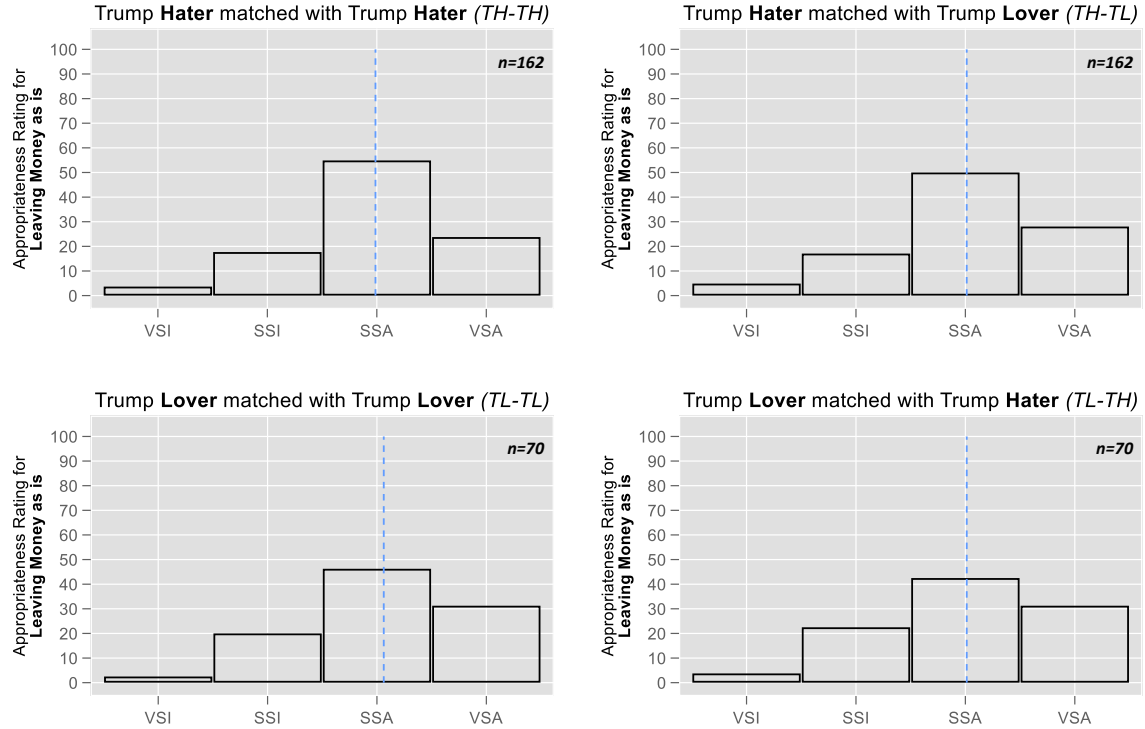 Trump Hater matched with Trump Hater (TH-TH)
Appropriateness Rating for
Leaving Money as is
100
90
80
70
60
50
40
30
20
10
0
n=162
VSI SSI SSA VSA
Trump Hater matched with Trump Lover (TH-TL)
Appropriateness Rating for
Leaving Money as is
100
90
80
70
60
50
40
30
20
10
0
n=162
VSI SSI SSA VSA
Trump Lover matched with Trump Lover (TL-TL)
Appropriateness Rating for
Leaving Money as is
100
90
80
70
60
50
40
30
20
10
0
n=70
VSI SSI SSA VSA
Trump Lover matched with Trump Hater (TL-TH)
Appropriateness Rating for
Leaving Money as is
100
90
80
70
60
50
40
30
20
10
0
n=70
VSI SSI SSA VSA